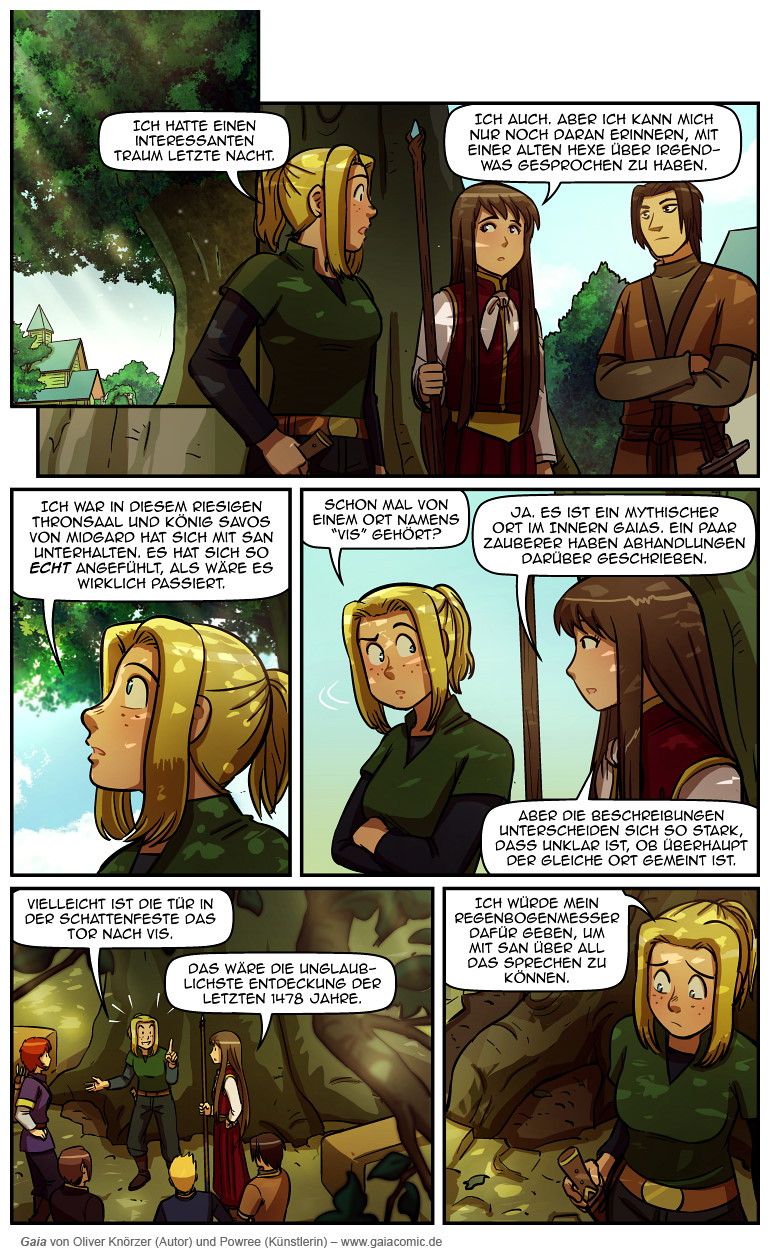 ICH HATTE EINEN
INTERESSANTEN
TRAUM LETZTE NACHT.
ICH AUCH. ABER ICH KANN MICH
NUR NOCH DARAN ERINNERN, MIT
EINER ALTEN HEXE ÜBER IRGEND-
WAS GESPROCHEN ZU HABEN.
ICH WAR IN DIESEM RIESIGEN
THRONSAAL UND KÖNIG SAVOS
VON MIDGARD HAT SICH MIT SAN
UNTERHALTEN. ES HAT SICH SO
ECHT ANGEFÜHLT, ALS WÄRE ES
WIRKLICH PASSIERT.
SCHON MAL VON
EINEM ORT NAMENS
"VIS" GEHÖRT?
JA. ES IST EIN MYTHISCHER
ORT IM INNERN GAIAS. EIN PAAR
ZAUBERER HABEN ABHANDLUNGEN
DARÜBER GESCHRIEBEN.
ABER DIE BESCHREIBUNGEN
UNTERSCHEIDEN SICH SO STARK,
DASS UNKLAR IST, OB ÜBERHAUPT
DER GLEICHE ORT GEMEINT IST.
VIELLEICHT IST DIE TÜR IN
DER SCHATTENFESTE DAS
TOR NACH VIS.
DAS WÄRE DIE UNGLAUB-
LICHSTE ENTDECKUNG DER
LETZTEN 1478 JAHRE.
ICH WÜRDE MEIN
REGENBOGENMESSER
DAFÜR GEBEN, UM
MIT SAN ÜBER ALL
DAS SPRECHEN ZU
KÖNNEN.
Gaia von Oliver Knörzer (Autor) und Powree (Künstlerin) – www.gaiacomic.de